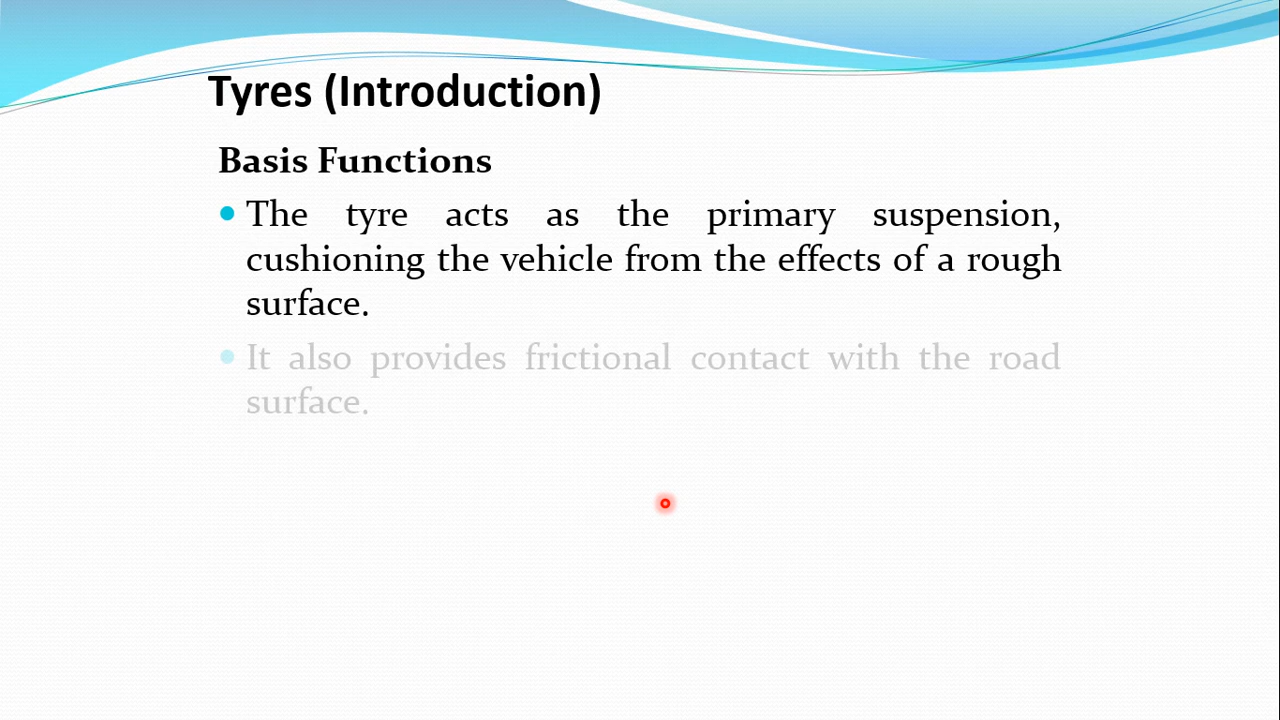 Tyres (Introduction)
Basis Functions
The tyre acts as the primary suspension,
cushioning the vehicle from the effects of a rough
surface.
It also provides frictional contact with the road
surface.